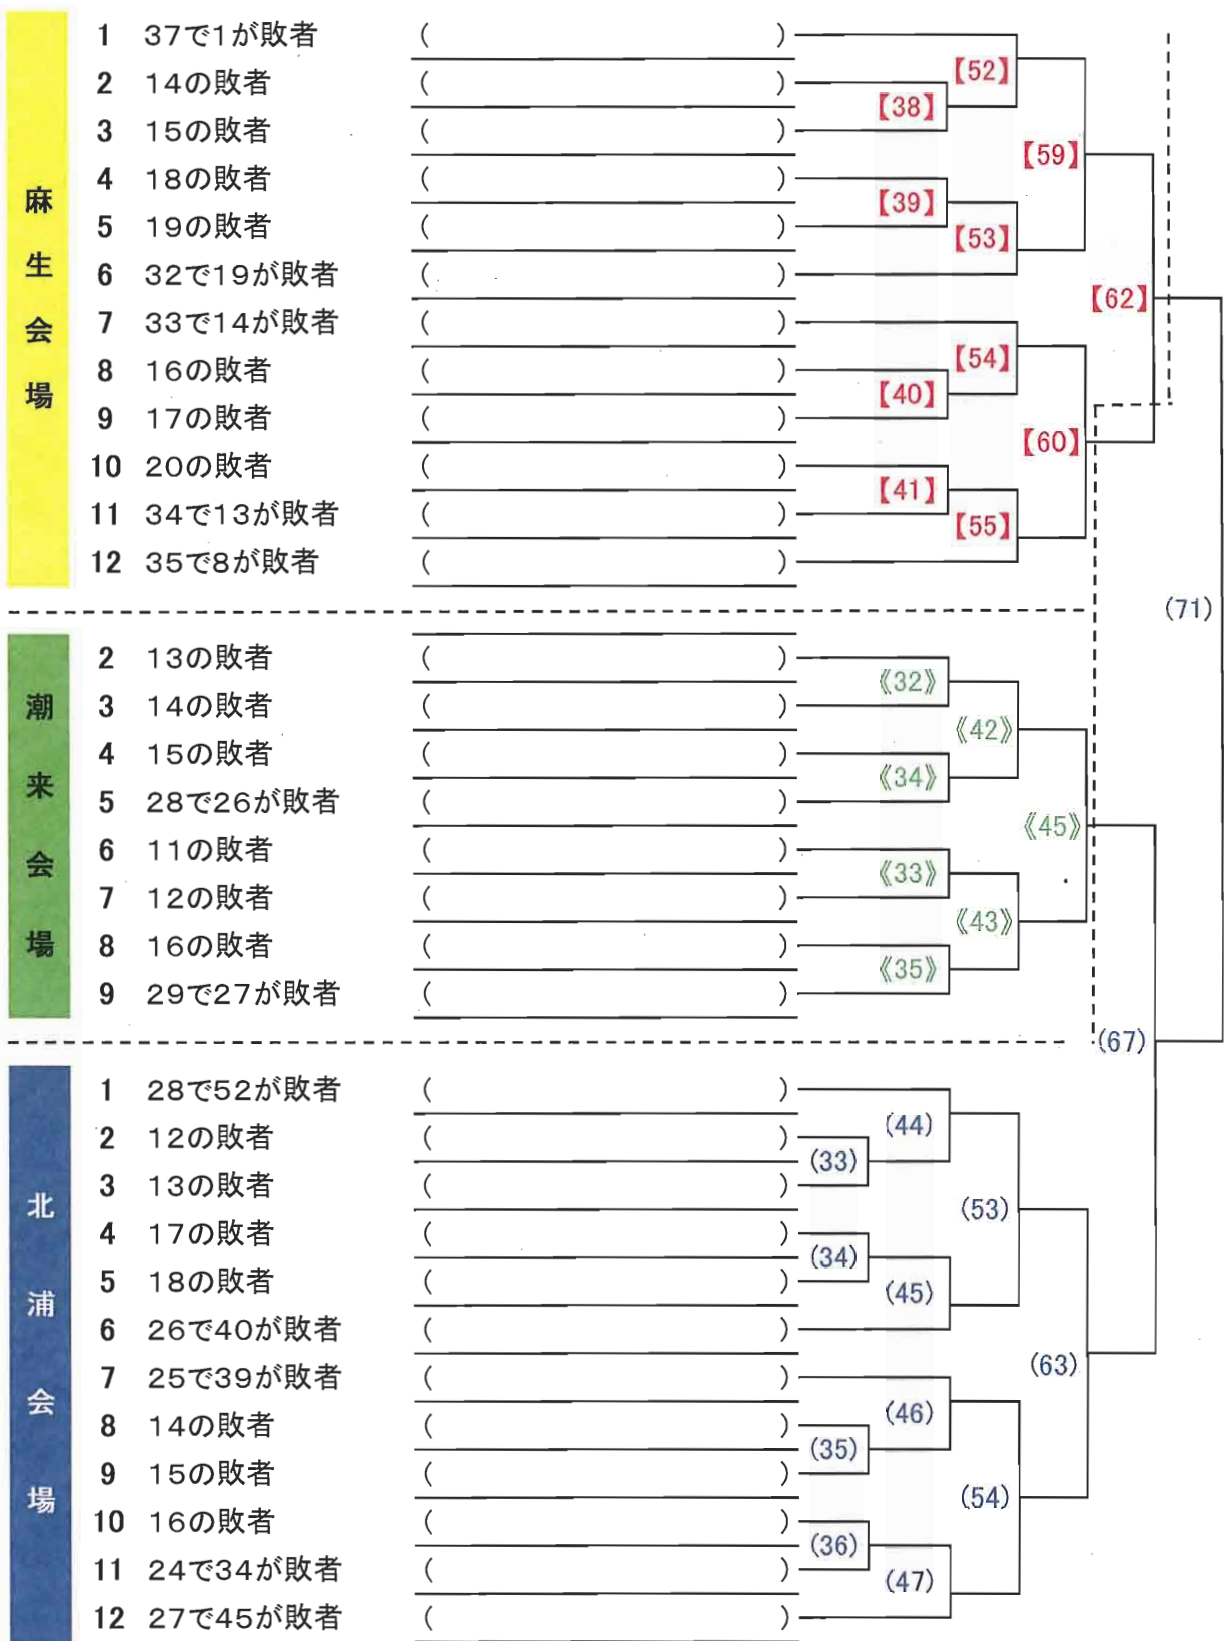 麻生会場
1 37で1が敗者 ( )
2 14の敗者 ( )
3 15の敗者 ( )
4 18の敗者 ( )
5 19の敗者 ( )
6 32で19が敗者 ( )
7 33で14が敗者 ( )
8 16の敗者 ( )
9 17の敗者 ( )
10 20の敗者 ( )
11 34で13が敗者 ( )
12 35で8が敗者 ( )
【38】
【39】
【40】
【41】
【52】
【53】
【54】
【55】
【59】
【60】
【62】
(71)
潮来会場
2 13の敗者 ( )
3 14の敗者 ( )
4 15の敗者 ( )
5 28で26が敗者 ( )
6 11の敗者 ( )
7 12の敗者 ( )
8 16の敗者 ( )
9 29で27が敗者 ( )
《32》
《34》
《33》
《35》
《42》
《43》
《45》
(67)
北浦会場
1 28で52が敗者 ( )
2 12の敗者 ( )
3 13の敗者 ( )
4 17の敗者 ( )
5 18の敗者 ( )
6 26で40が敗者 ( )
7 25で39が敗者 ( )
8 14の敗者 ( )
9 15の敗者 ( )
10 16の敗者 ( )
11 24で34が敗者 ( )
12 27で45が敗者 ( )
(33)
(34)
(35)
(36)
(44)
(45)
(46)
(47)
(53)
(54)
(63)